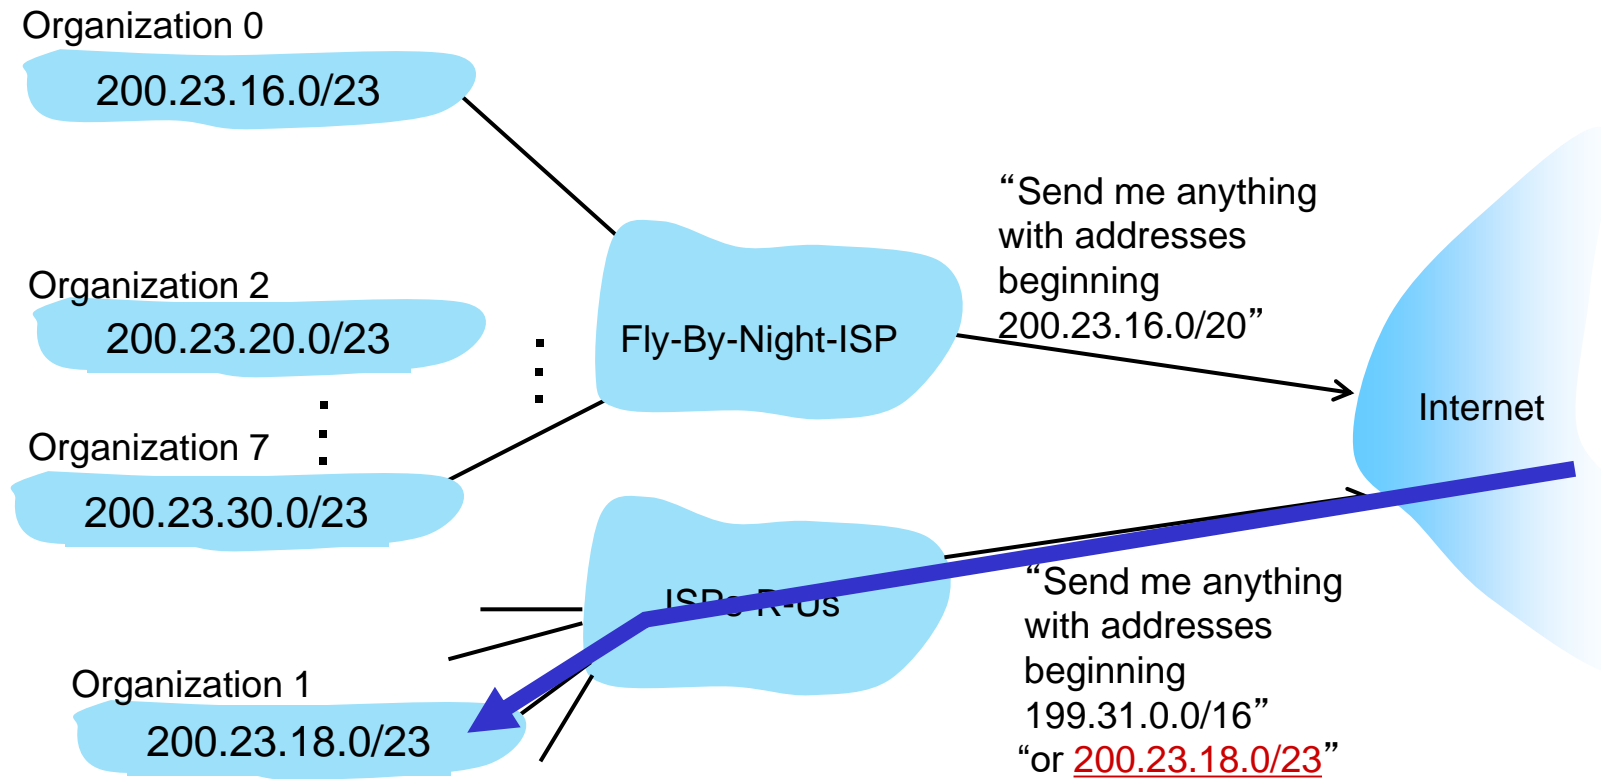 Organization 0
200.23.16.0/23
Organization 2
200.23.20.0/23
Organization 7
200.23.30.0/23
Fly-By-Night-ISP
“Send me anything
with addresses
beginning
200.23.16.0/20”
Internet
ISPs-R-Us
“Send me anything
with addresses
beginning
199.31.0.0/16”
“or 200.23.18.0/23”
Organization 1
200.23.18.0/23